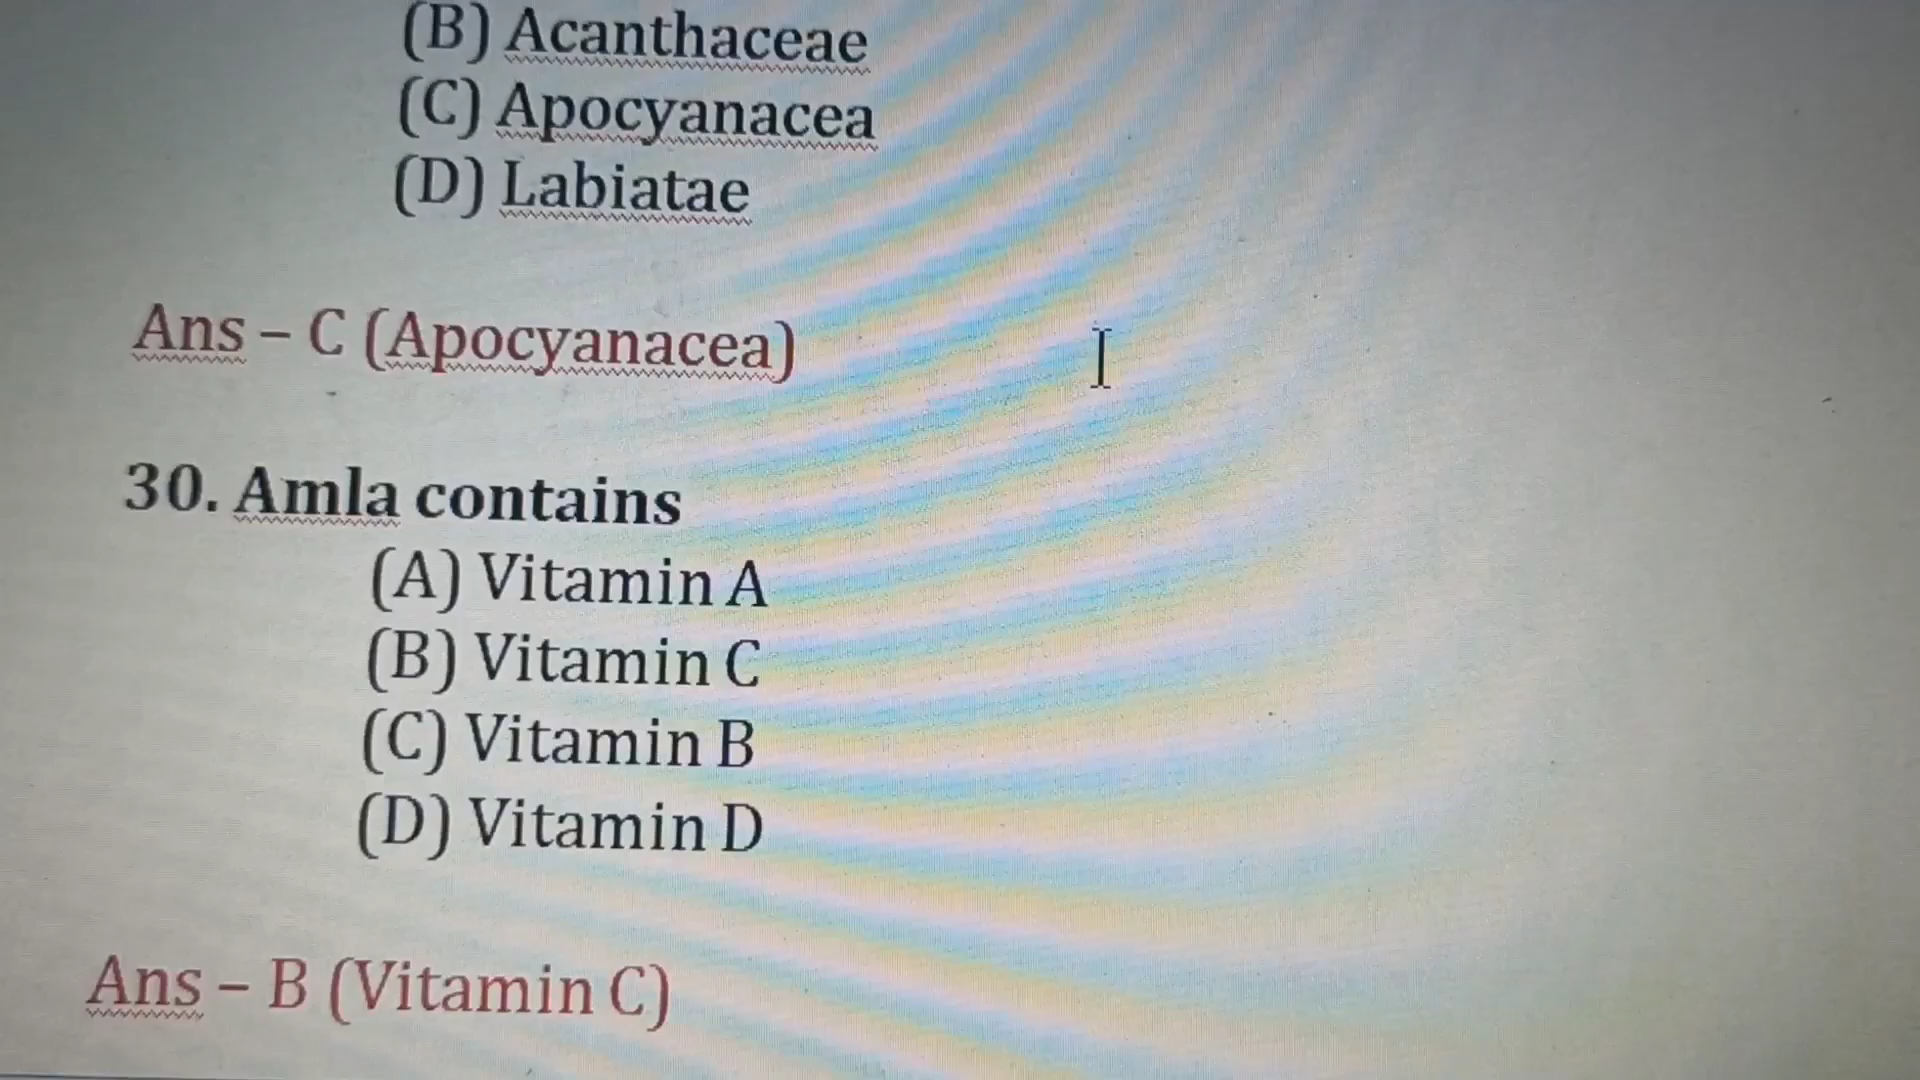 (B) Acanthaceae
(C) Apocyanacea
(D) Labiatae
Ans – C (Apocyanacea)
30. Amla contains
(A) Vitamin A
(B) Vitamin C
(C) Vitamin B
(D) Vitamin D
Ans – B (Vitamin C)